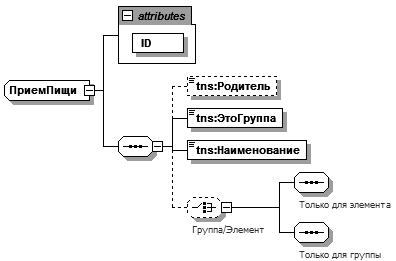 attributes
ID
ПриемПищи
tns:Родитель
tns:ЭтоГруппа
tns:Наименование
Группа/Элемент
Только для элемента
Только для группы